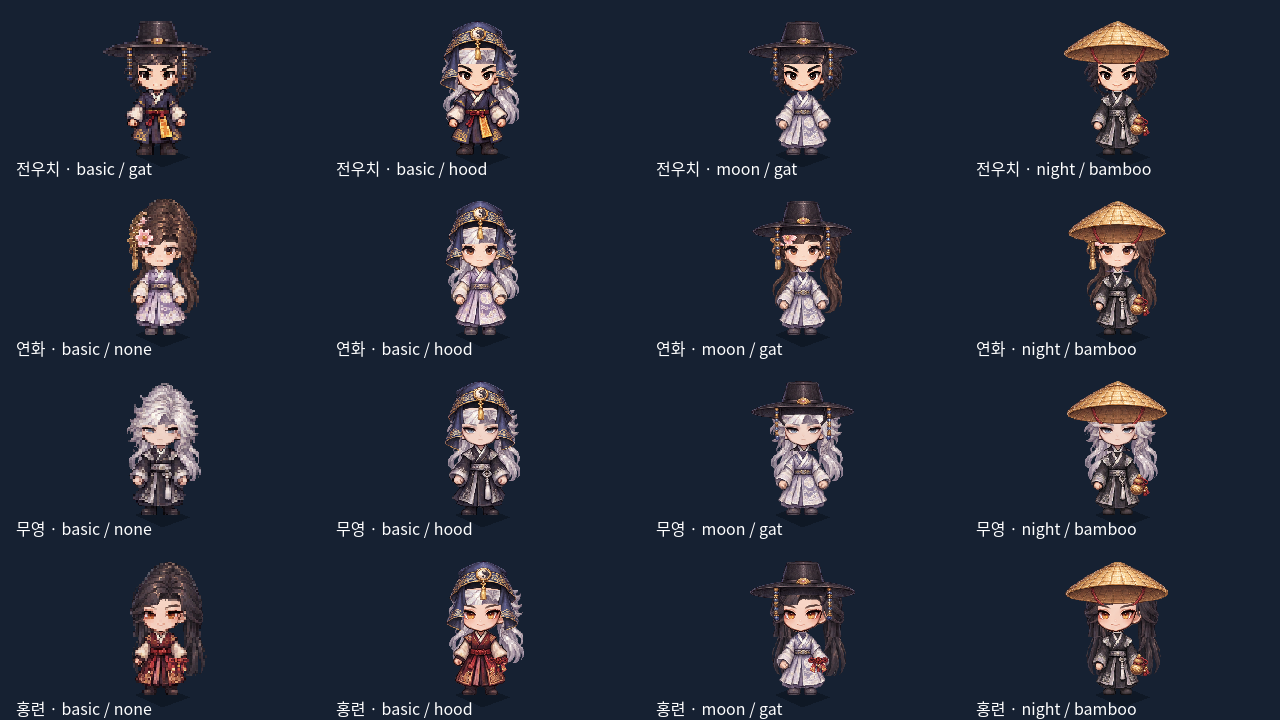 전우치 · basic / gat
전우치 · basic / hood
전우치 · moon / gat
전우치 · night / bamboo
연화 · basic / none
연화 · basic / hood
연화 · moon / gat
연화 · night / bamboo
무영 · basic / none
무영 · basic / hood
무영 · moon / gat
무영 · night / bamboo
홍련 · basic / none
홍련 · basic / hood
홍련 · moon / gat
홍련 · night / bamboo